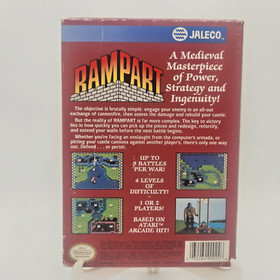 JALECO
RAMPART
A Medieval
Masterpiece
of Power,
Strategy and
Ingenuity!
The objective is brutally simple: engage your enemy in an all-out
exchange of cannonfire, then assess the damage and rebuild your castle.
But the reality of RAMPART is far more complex. The key to victory
lies in how quickly you can pick up the pieces and redesign, refortify,
and extend your walls before the next battle begins.
Whether you're facing an onslaught from the computer's armada, or
pitting your castle cannons against another players, there's only one way
out: Defend . . . or perish.
UP TO
BATTLES
PER WAR!
4 LEVELS
OF
DIFFICULTY!
1 OR 2
PLAYERS!
BASED ON
ATARI
ARCADE HIT!